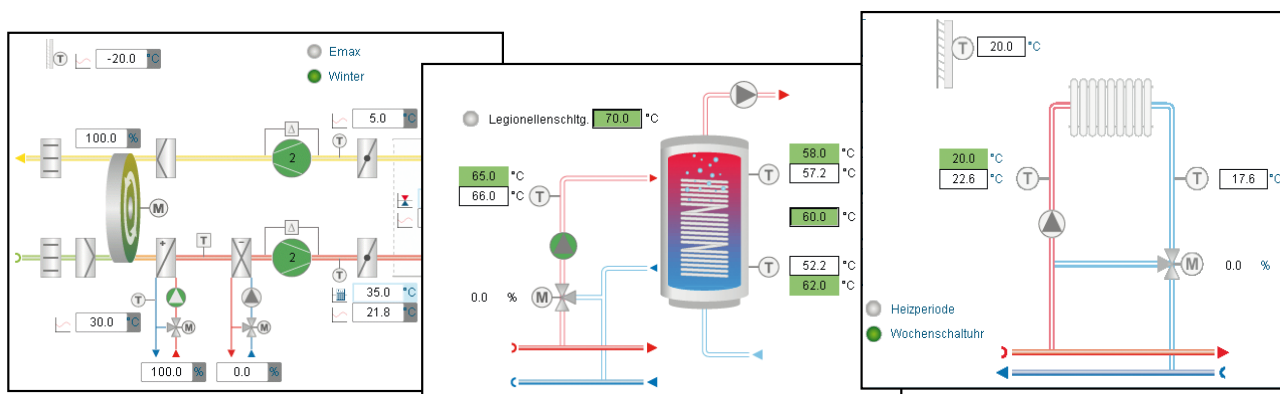 T -20.0 °C
Emax
Winter
5.0 °C
100.0 %
Δ
2
T
M
T
Δ
+
−
2
T
T
35.0 °C
21.8 °C
30.0 °C
M
M
100.0 %
0.0 %
Legionellenschltg. 70.0 °C
65.0 °C
66.0 °C
T
58.0 °C
57.2 °C
T
60.0 °C
52.2 °C
62.0 °C
T
0.0 %
M
T 20.0 °C
20.0 °C
22.6 °C
T
T
17.6 °C
M
0.0 %
Heizperiode
Wochenschaltuhr